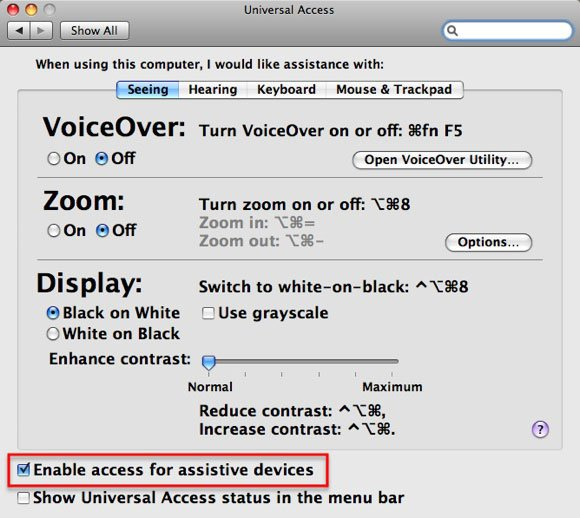 Universal Access
Show All
When using this computer, I would like assistance with:
Seeing Hearing Keyboard Mouse & Trackpad
VoiceOver: Turn VoiceOver on or off: ⌘fn F5
On Off Open VoiceOver Utility...
Zoom: Turn zoom on or off: ⌥⌘8
On Off Zoom in: ⌥⌘=
Zoom out: ⌥⌘- Options...
Display: Switch to white-on-black: ^⌥⌘8
Black on White Use grayscale
White on Black
Enhance contrast:
Normal Maximum
Reduce contrast: ^⌥⌘,
Increase contrast: ^⌥⌘. ?
Enable access for assistive devices
Show Universal Access status in the menu bar